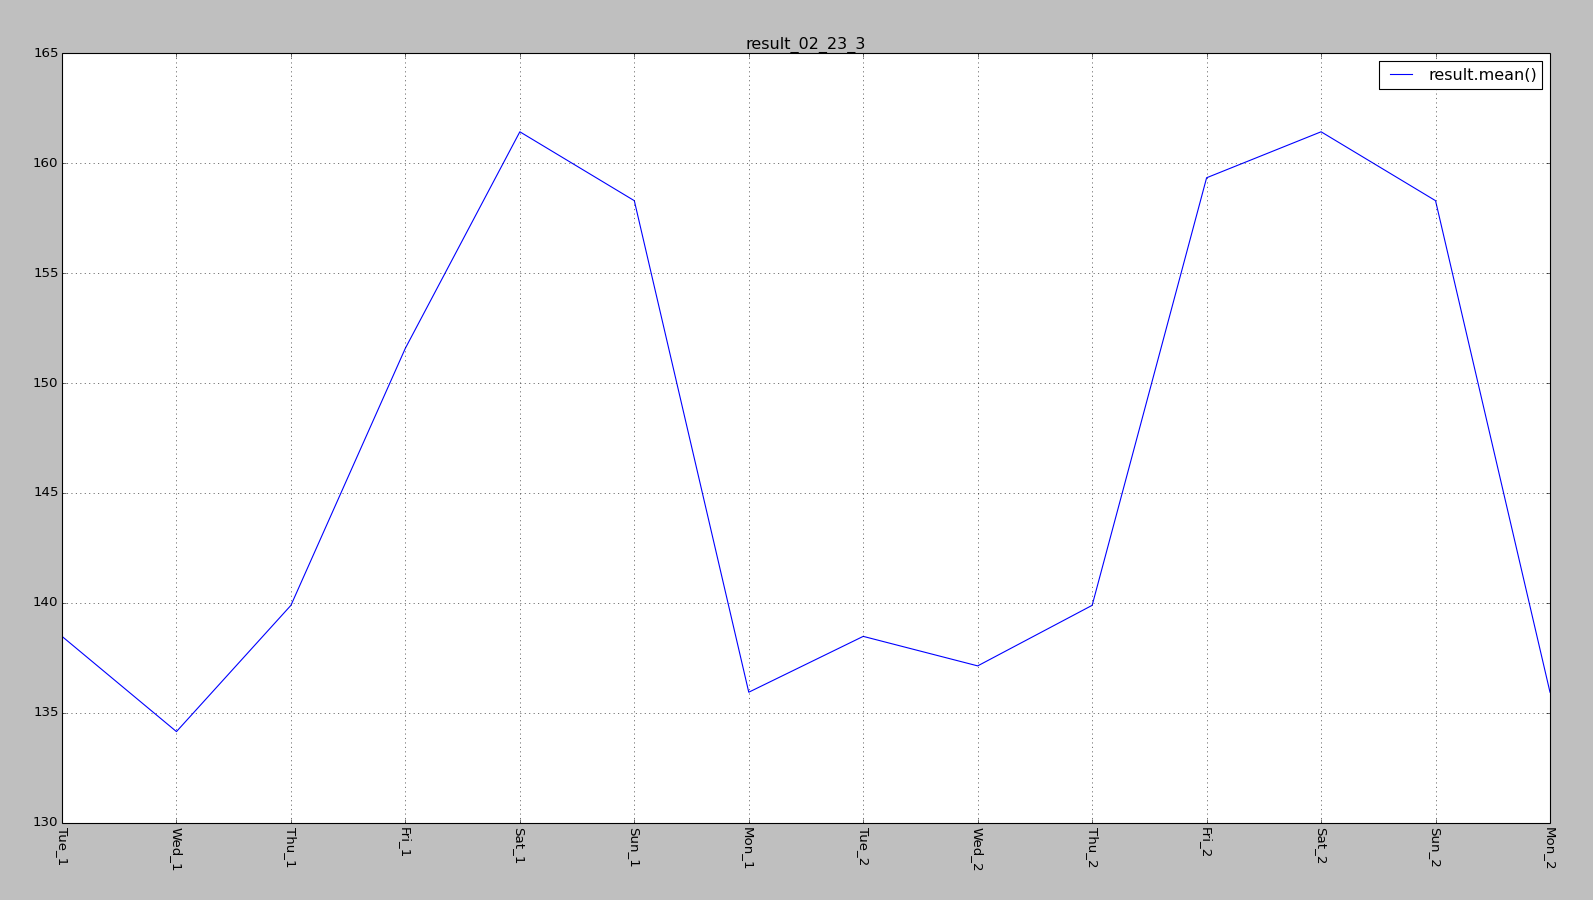 result_02_23_3
result.mean()
165
160
155
150
145
140
135
130
Tue_1
Wed_1
Thu_1
Fri_1
Sat_1
Sun_1
Mon_1
Tue_2
Wed_2
Thu_2
Fri_2
Sat_2
Sun_2
Mon_2